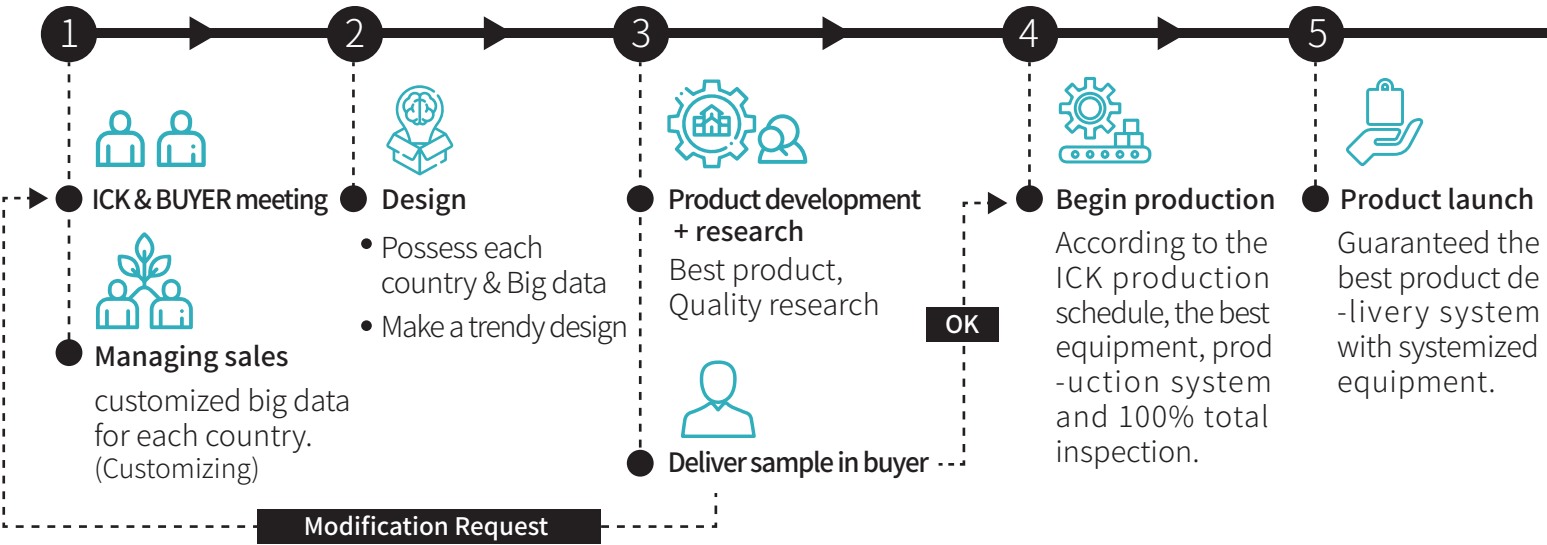 1
ICK & BUYER meeting
Managing sales
customized big data
for each country.
(Customizing)
2
Design
• Possess each
country & Big data
• Make a trendy design
3
Product development
+ research
Best product,
Quality research
Deliver sample in buyer
OK
Modification Request
4
Begin production
According to the
ICK production
schedule, the best
equipment, prod
-uction system
and 100% total
inspection.
5
Product launch
Guaranteed the
best product de
-livery system
with systemized
equipment.